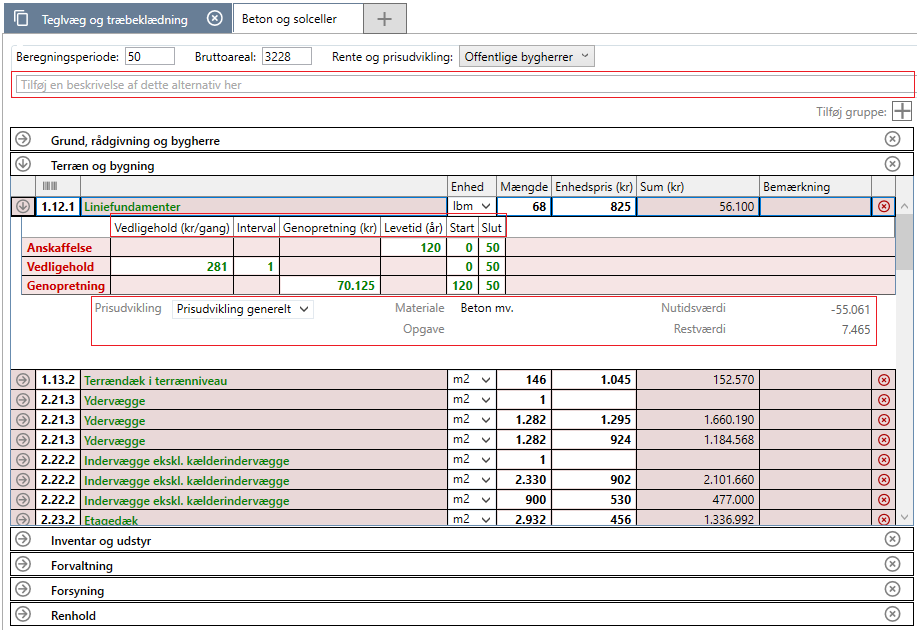 Teglvæg og træbeklædning Beton og solceller
Beregningsperiode: 50 Bruttoareal: 3228 Rente og prisudvikling: Offentlige bygherrer
Tilføj en beskrivelse af dette alternativ her
Tilføj gruppe:
Grund, rådgivning og bygherre
Terræn og bygning
Enhed Mængde Enhedspris (kr) Sum (kr) Bemærkning
1.12.1 Liniefundamenter lbm 68 825 56.100
Vedligehold (kr/gang) Interval Genopretning (kr) Levetid (år) Start Slut
Anskaffelse 120 0 50
Vedligehold 281 1 0 50
Genopretning 70.125 120 50
Prisudvikling Prisudvikling generelt Materiale Beton mv. Nutidsværdi -55.061
Opgave Restværdi 7.465
1.13.2 Terrændæk i terrænniveau m2 146 1.045 152.570
2.21.3 Ydervægge m2 1
2.21.3 Ydervægge m2 1.282 1.295 1.660.190
2.21.3 Ydervægge m2 1.282 924 1.184.568
2.22.2 Indervægge ekskl. kælderindervægge m2 1
2.22.2 Indervægge ekskl. kælderindervægge m2 2.330 902 2.101.660
2.22.2 Indervægge ekskl. kælderindervægge m2 900 530 477.000
2.23.2 Etagedæk m2 2.932 456 1.336.992
Inventar og udstyr
Forvaltning
Forsyning
Renhold